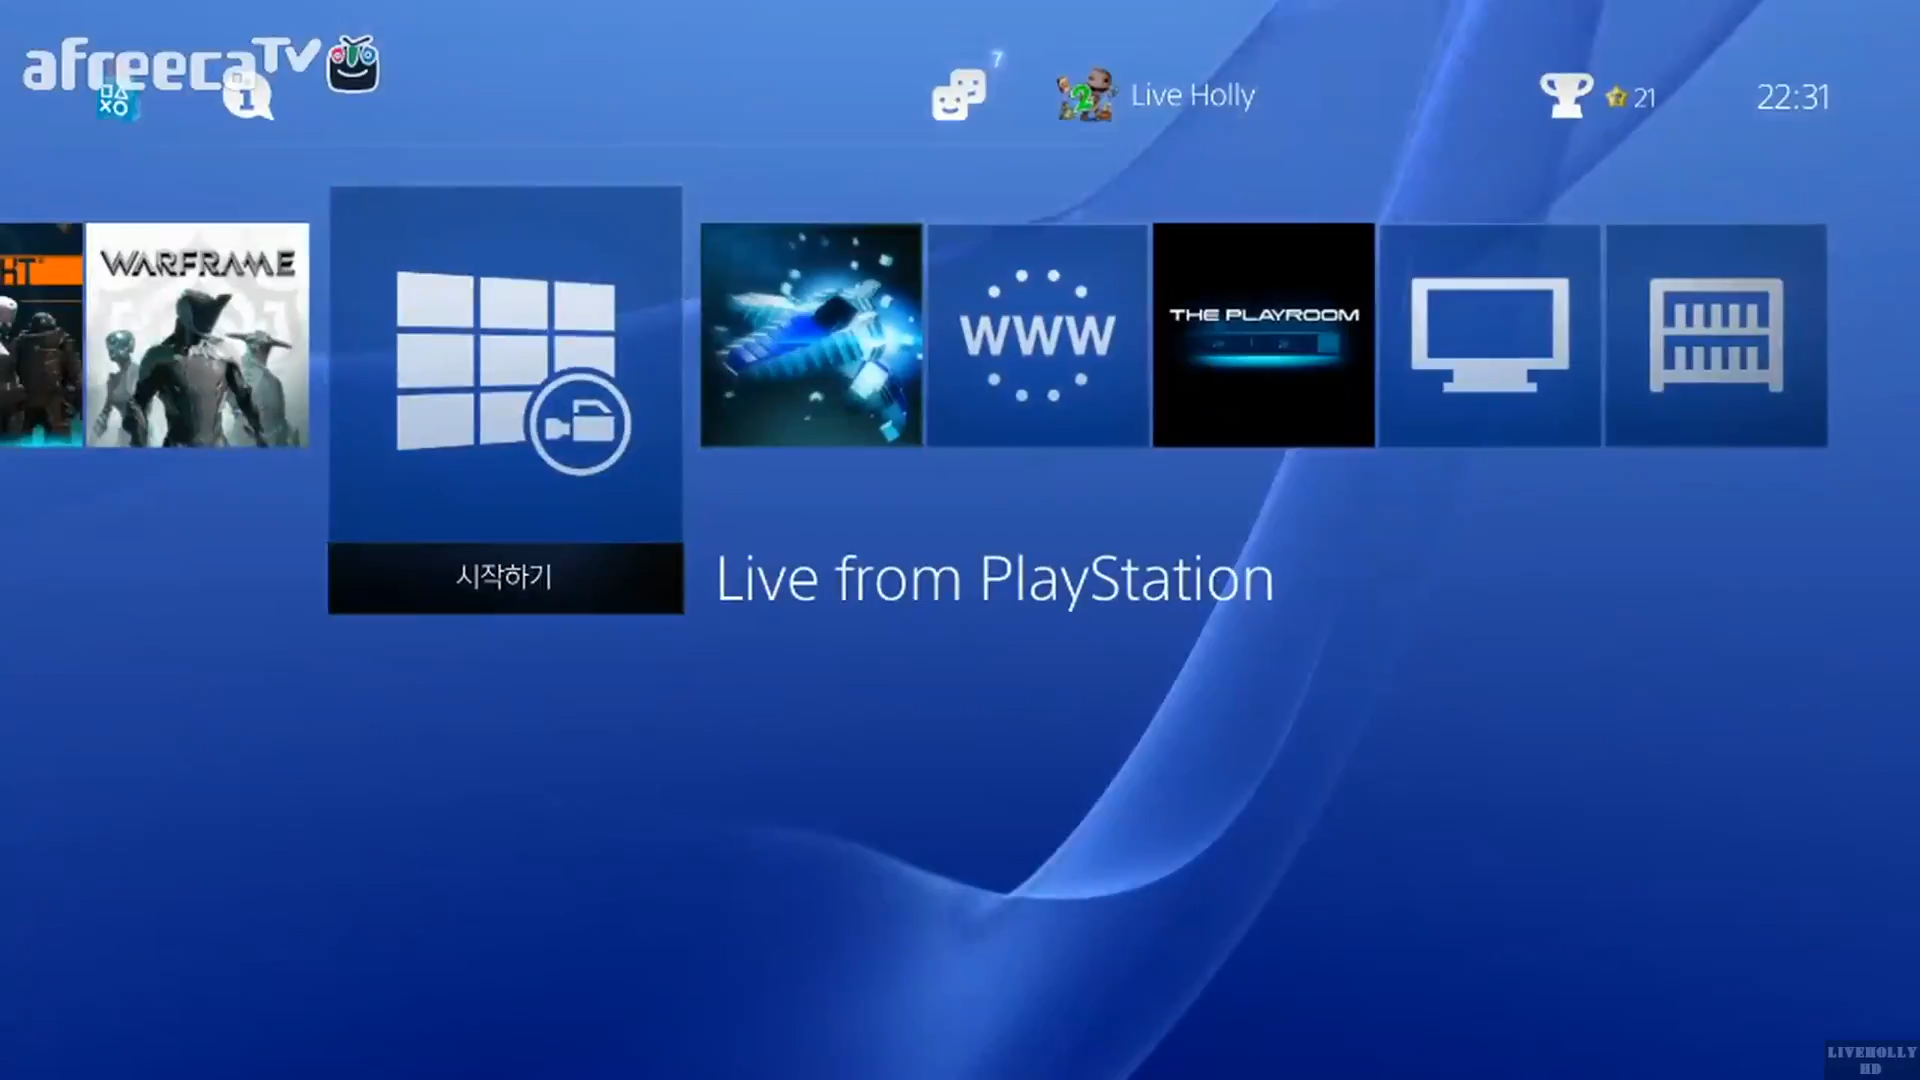 afreecaTV
7
Live Holly
21
22:31
HT
WARFRAME
WWW
THE PLAYROOM
시작하기
Live from PlayStation
LIVEHOLLY
HD